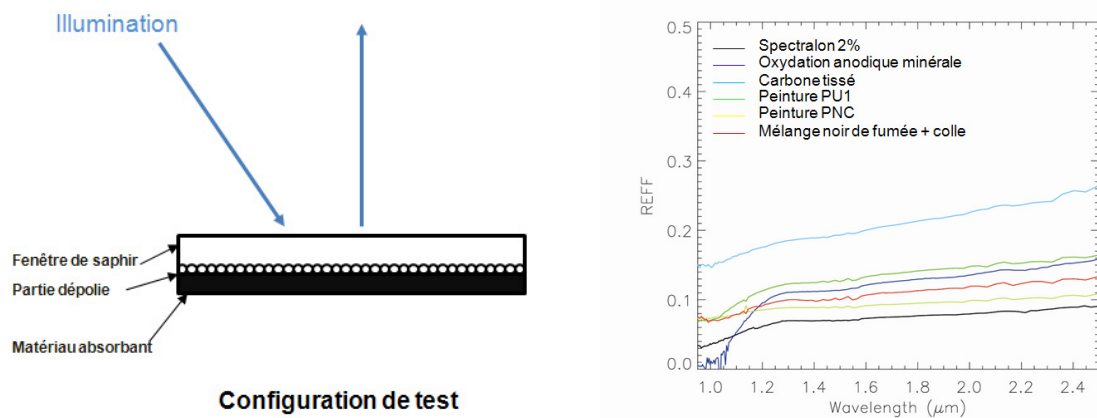 Illumination
Fenêtre de saphir
Partie dépolie
Matériau absorbant
Configuration de test
0.5
0.4
0.3
0.2
0.1
0.0
REFF
Spectralon 2%
Oxydation anodique minérale
Carbone tissé
Peinture PU1
Peinture PNC
Mélange noir de fumée + colle
1.0 1.2 1.4 1.6 1.8 2.0 2.2 2.4
Wavelength (μm)